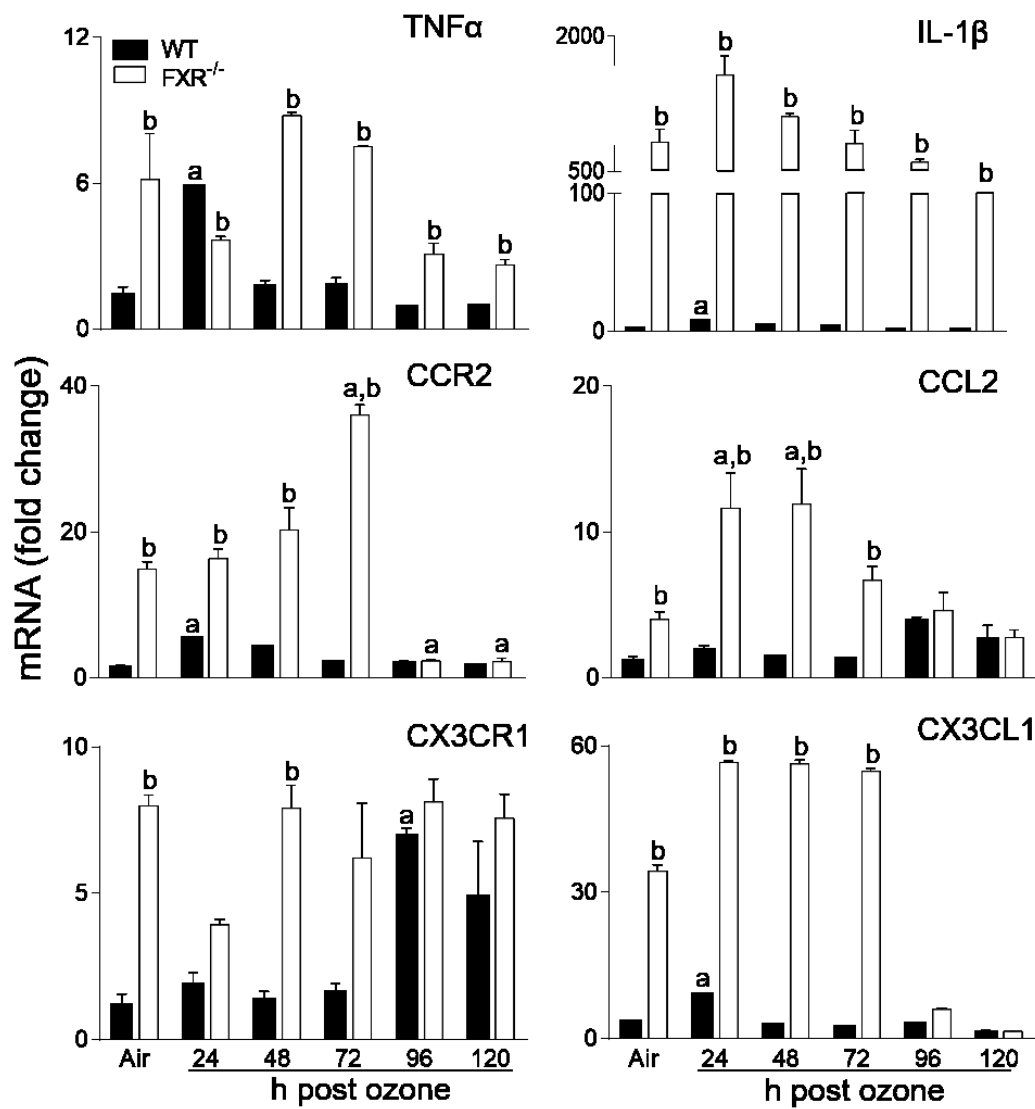 TNFα
12
6
0
WT
FXR-/-
b
a
b
b
b
b
b
IL-1β
2000
500
100
0
b
a
b
b
b
b
b
mRNA (fold change)
CCR2
40
20
0
b
a
b
b
a,b
a
a
CCL2
20
10
0
b
a,b
a,b
b
CX3CR1
10
5
0
b
b
a
Air 24 48 72 96 120
h post ozone
CX3CL1
60
30
0
b
a
b
b
b
Air 24 48 72 96 120
h post ozone